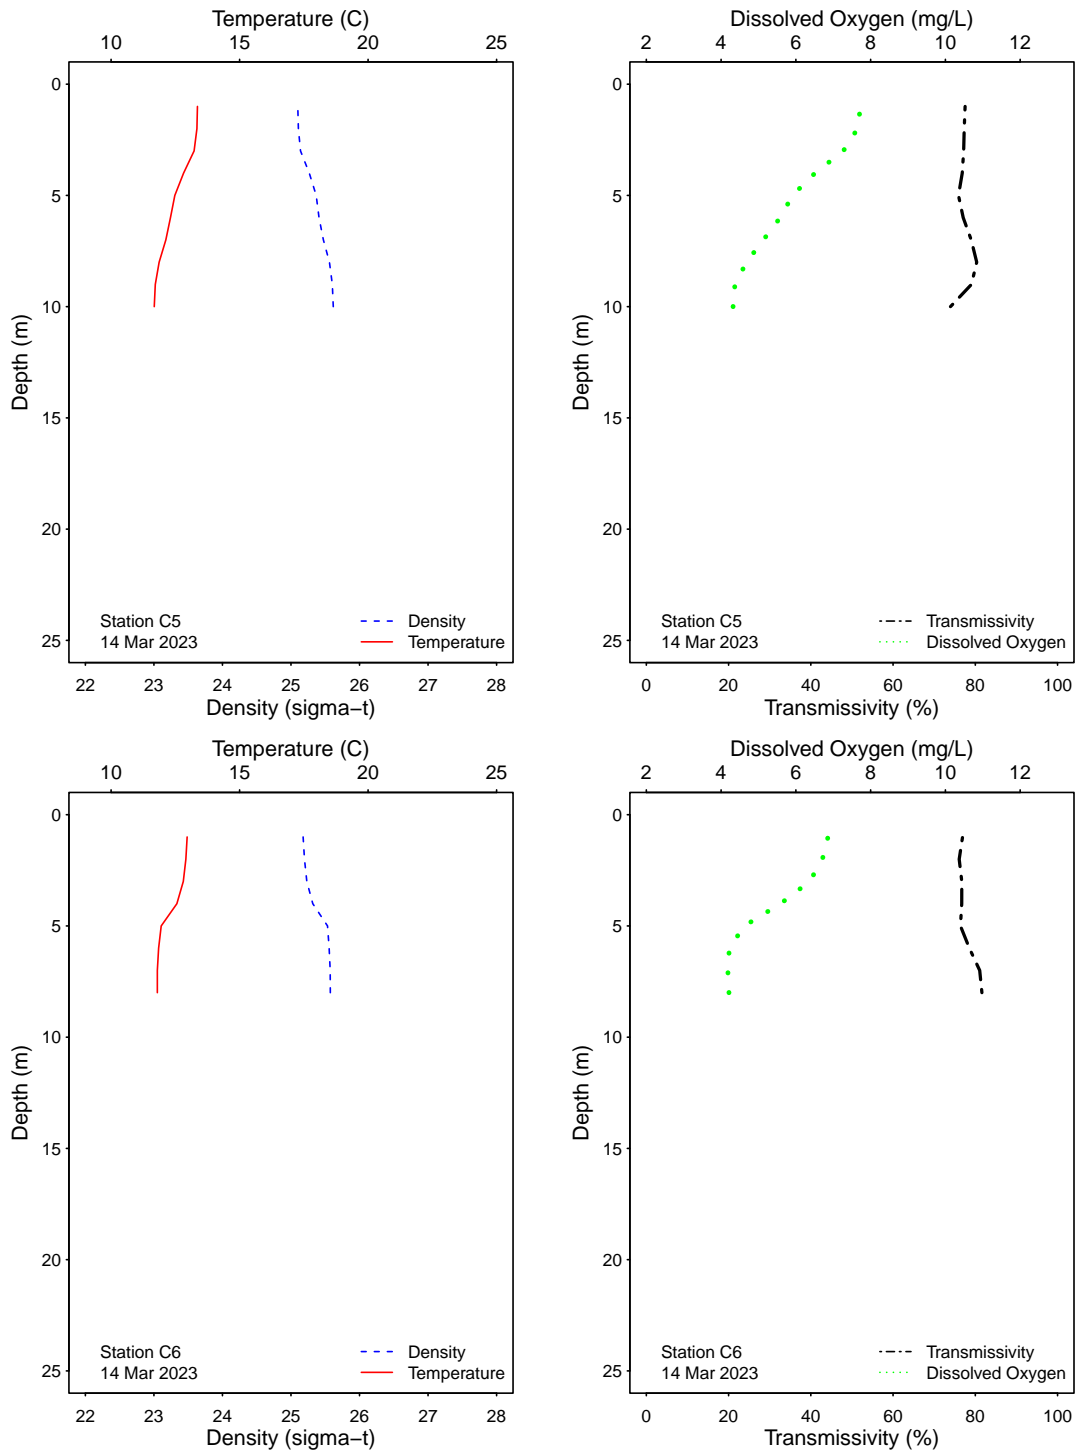 Temperature (C)
10 15 20 25
0
5
10
15
20
25
Depth (m)
Station C5
14 Mar 2023
Density
Temperature
22 23 24 25 26 27 28
Density (sigma−t)
Dissolved Oxygen (mg/L)
2 4 6 8 10 12
0
5
10
15
20
25
Depth (m)
Station C5
14 Mar 2023
Transmissivity
Dissolved Oxygen
0 20 40 60 80 100
Transmissivity (%)
Temperature (C)
10 15 20 25
0
5
10
15
20
25
Depth (m)
Station C6
14 Mar 2023
Density
Temperature
22 23 24 25 26 27 28
Density (sigma−t)
Dissolved Oxygen (mg/L)
2 4 6 8 10 12
0
5
10
15
20
25
Depth (m)
Station C6
14 Mar 2023
Transmissivity
Dissolved Oxygen
0 20 40 60 80 100
Transmissivity (%)